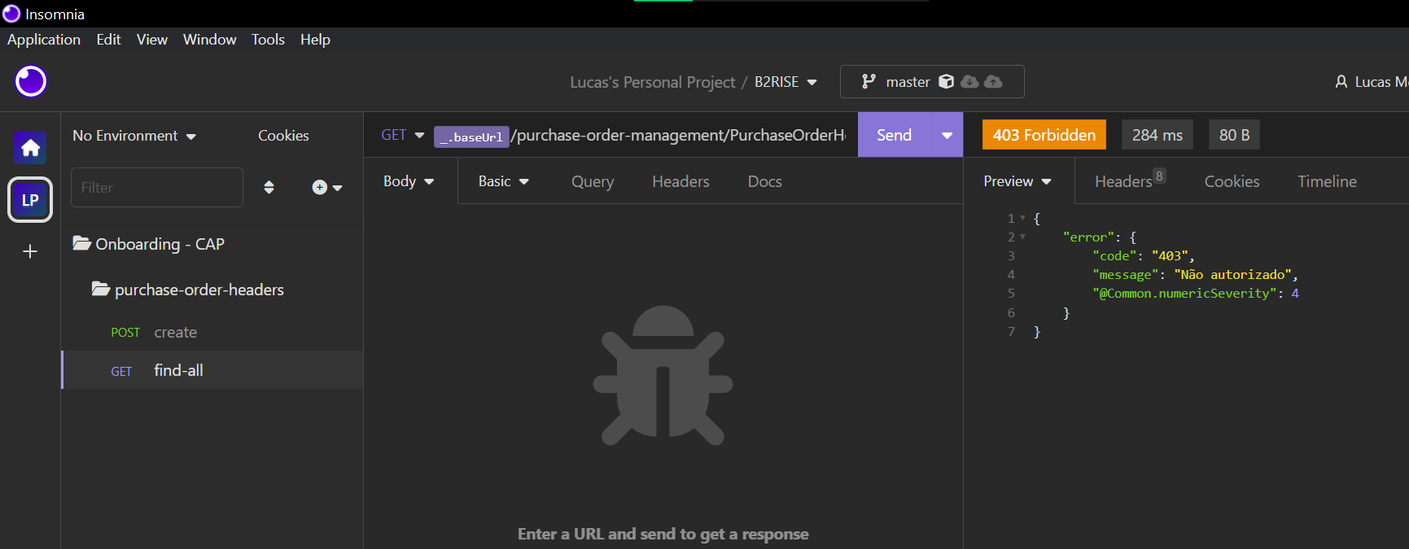 Insomnia
Application Edit View Window Tools Help
Lucas's Personal Project / B2RISE master Lucas
No Environment Cookies GET _.baseUrl/purchase-order-management/ Send 403 Forbidden 284 ms 80 B
LP Filter Body Basic Query Headers Docs Preview Headers 8 Cookies Timeline
1 {
2 "error": {
3 "code": "403",
4 "message": "Não autorizado",
5 "@Common.numericSeverity": 4
6 }
7 }
Onboarding - CAP
purchase-order-headers
POST create
GET find-all
Enter a URL and send to get a response